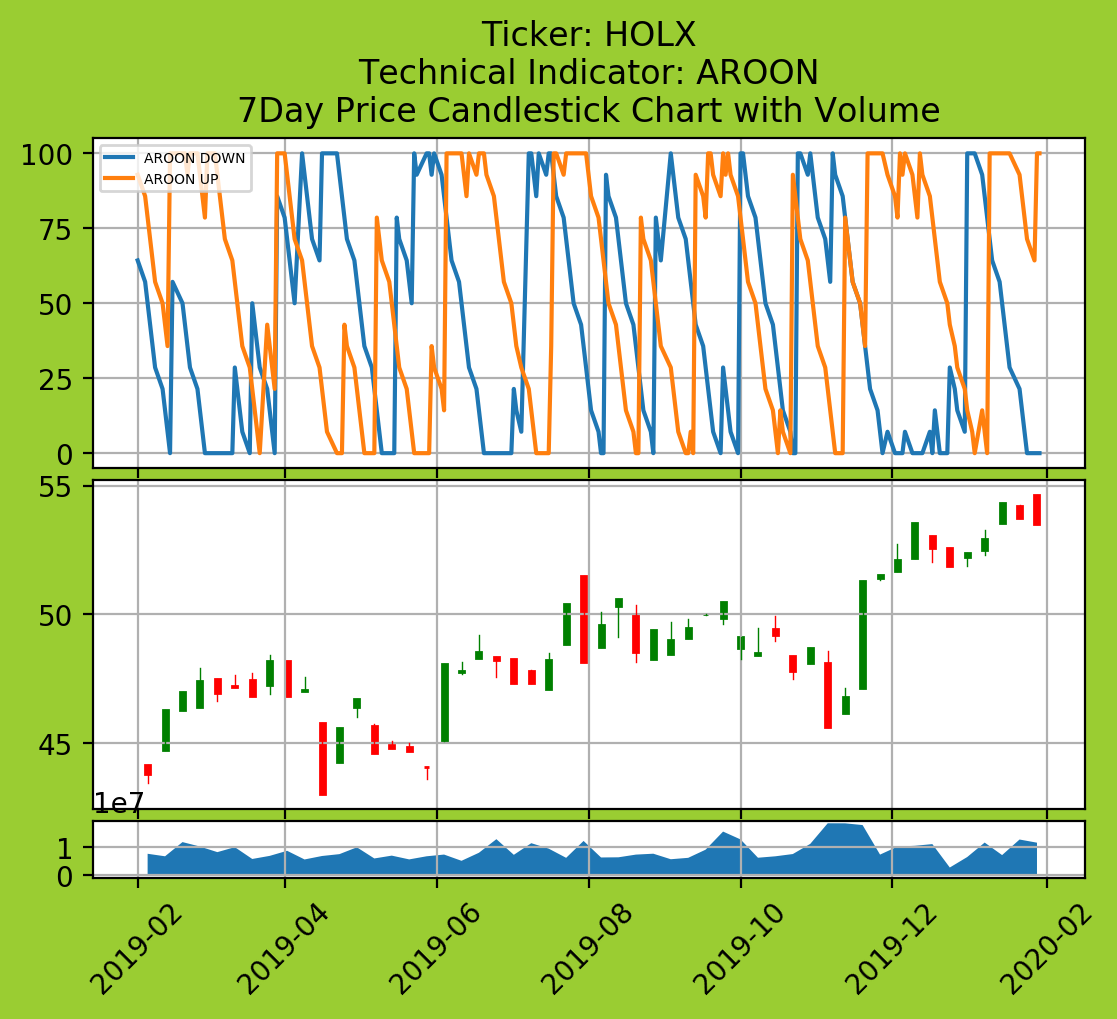 Ticker: HOLX
Technical Indicator: AROON
7Day Price Candlestick Chart with Volume
100
75
50
25
0
AROON DOWN
AROON UP
55
50
45
1e7
1
0
2019-02
2019-04
2019-06
2019-08
2019-10
2019-12
2020-02